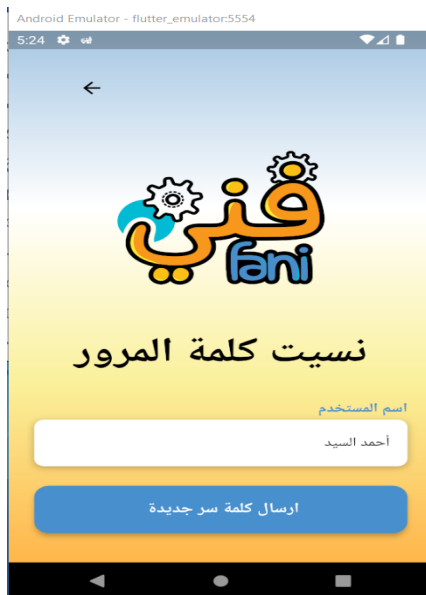 Android Emulator - flutter_emulator:5554
5:24
فني
fani
نسيت كلمة المرور
اسم المستخدم
أحمد السيد
ارسال كلمة سر جديدة